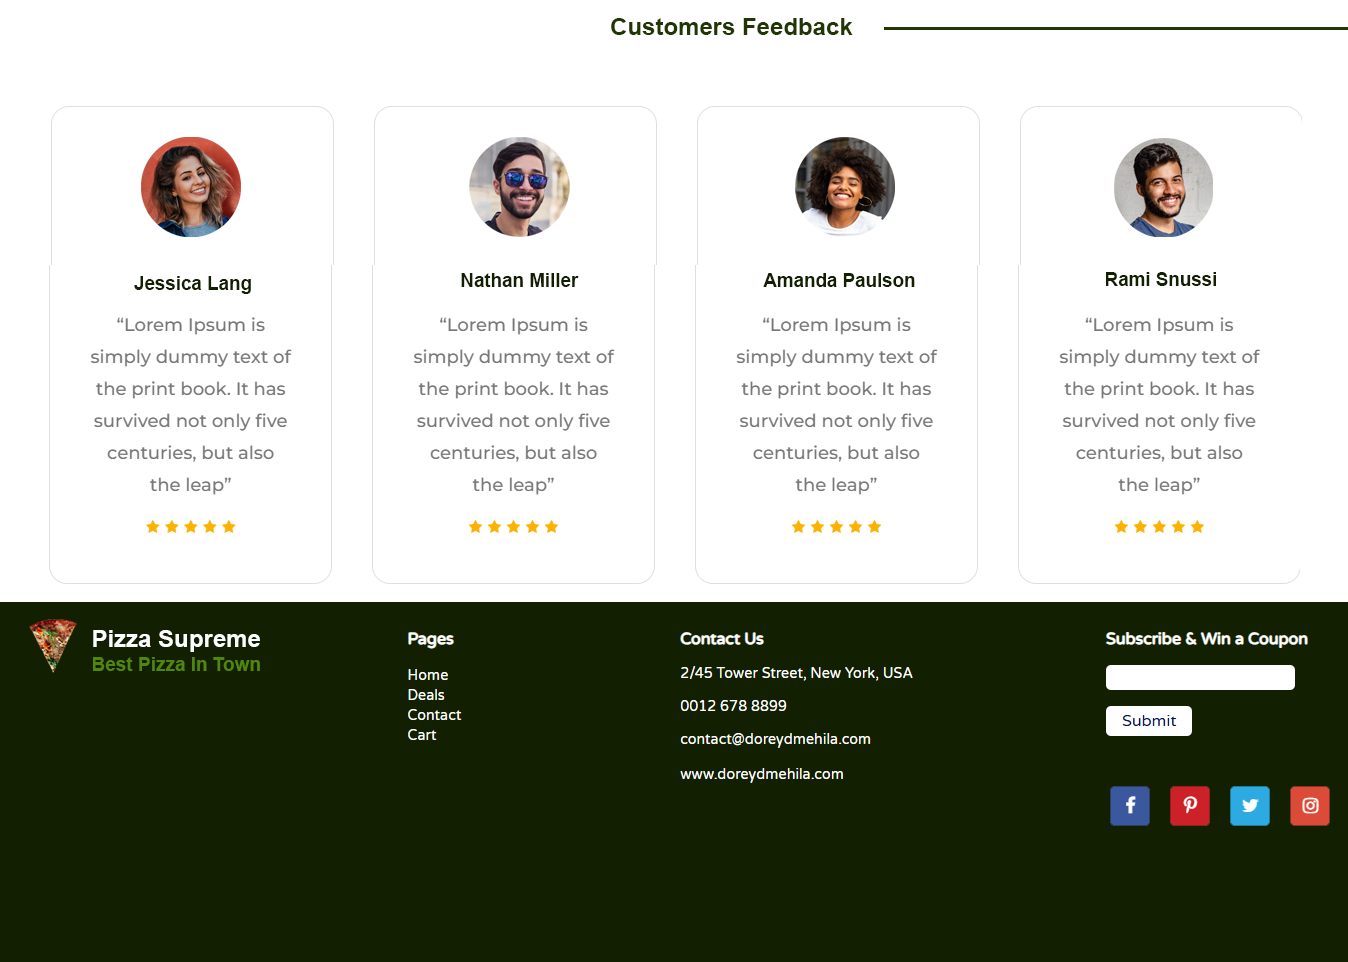 Customers Feedback
Jessica Lang
“Lorem Ipsum is
simply dummy text of
the print book. It has
survived not only five
centuries, but also
the leap”
Nathan Miller
“Lorem Ipsum is
simply dummy text of
the print book. It has
survived not only five
centuries, but also
the leap”
Amanda Paulson
“Lorem Ipsum is
simply dummy text of
the print book. It has
survived not only five
centuries, but also
the leap”
Rami Snussi
“Lorem Ipsum is
simply dummy text of
the print book. It has
survived not only five
centuries, but also
the leap”
Pizza Supreme
Best Pizza In Town
Pages
Home
Deals
Contact
Cart
Contact Us
2/45 Tower Street, New York, USA
0012 678 8899
contact@doreydmehila.com
www.doreydmehila.com
Subscribe & Win a Coupon
Submit